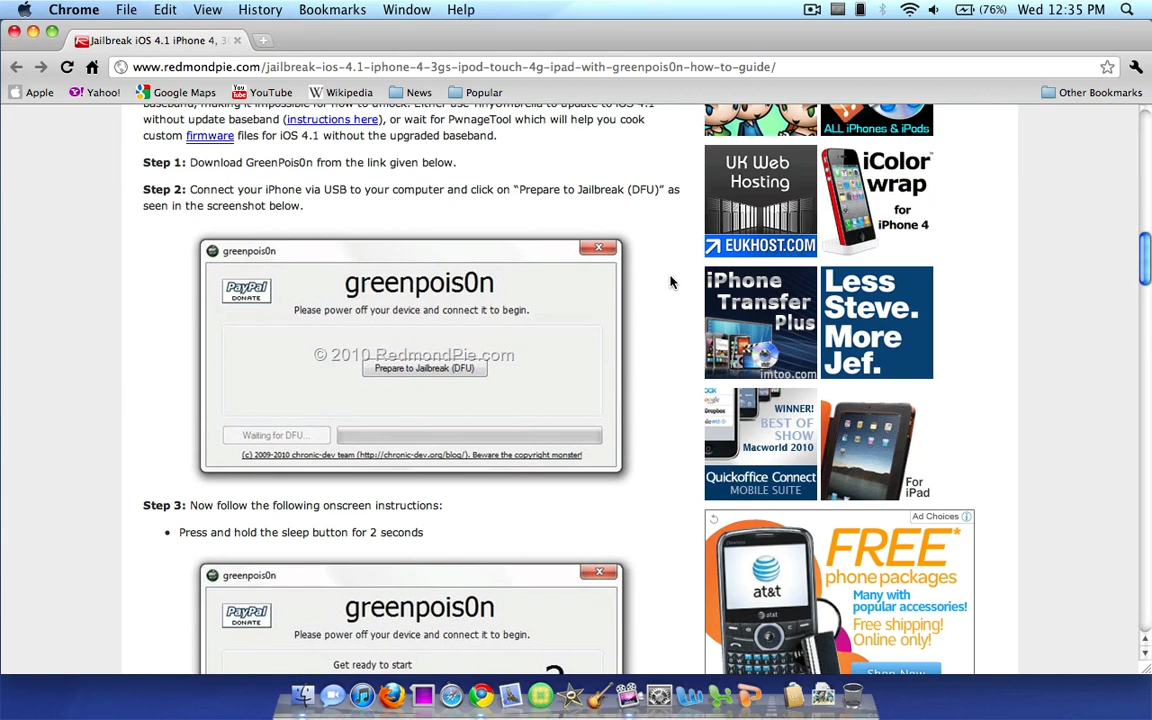 Chrome File Edit View History Bookmarks Window Help (76%) Wed 12:35 PM
Jailbreak iOS 4.1 iPhone 4, 3
www.redmondpie.com/jailbreak-ios-4.1-iphone-4-3gs-ipod-touch-4g-ipad-with-greenpois0n-how-to-guide/
Apple Yahoo! Google Maps YouTube Wikipedia News Popular Other Bookmarks
without update baseband (instructions here), or wait for PwnageTool which will help you cook
custom firmware files for iOS 4.1 without the upgraded baseband.
Step 1: Download GreenPois0n from the link given below.
Step 2: Connect your iPhone via USB to your computer and click on “Prepare to Jailbreak (DFU)” as
seen in the screenshot below.
greenpois0n
PayPal
DONATE
greenpois0n
Please power off your device and connect it to begin.
© 2010 RedmondPie.com
Prepare to Jailbreak (DFU)
Waiting for DFU...
(c) 2009-2010 chronic-dev team (http://chronic-dev.org/blog/). Beware the copyright monster!
Step 3: Now follow the following onscreen instructions:
• Press and hold the sleep button for 2 seconds
greenpois0n
PayPal
DONATE
greenpois0n
Please power off your device and connect it to begin.
Get ready to start
ALL iPhones & iPods
UK Web
Hosting
EUKHOST.COM
iColor
wrap
for
iPhone 4
iPhone
Transfer
Plus
imtoo.com
Less
Steve.
More
Jef.
WINNER!
BEST OF
SHOW
Macworld 2010
Quickoffice Connect
MOBILE SUITE
For
iPad
Ad Choices
FREE*
phone packages
Many with
popular accessories!
Free shipping!
Online only!
at&t
Shop Now